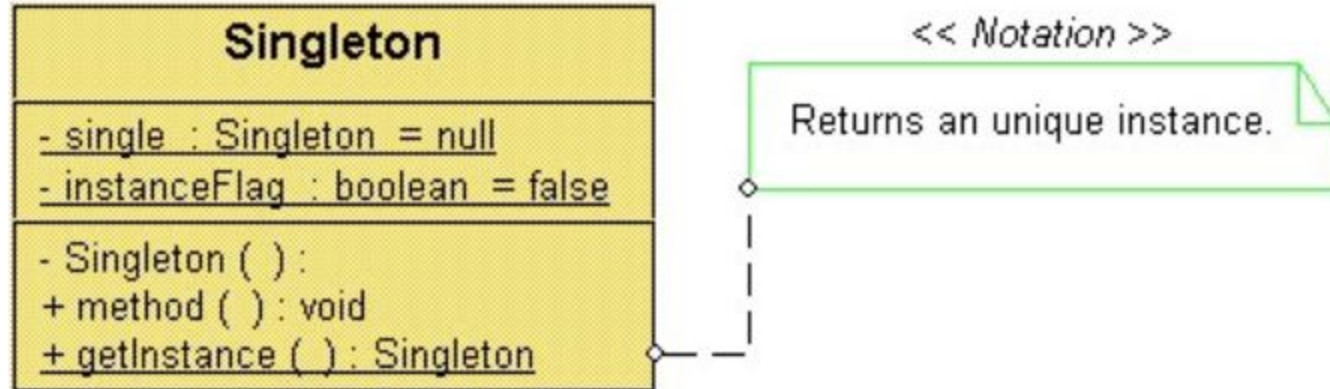 Singleton
- single : Singleton = null
- instanceFlag : boolean = false
- Singleton ( ) :
+ method ( ) : void
+ getInstance ( ) : Singleton
<< Notation >>
Returns an unique instance.